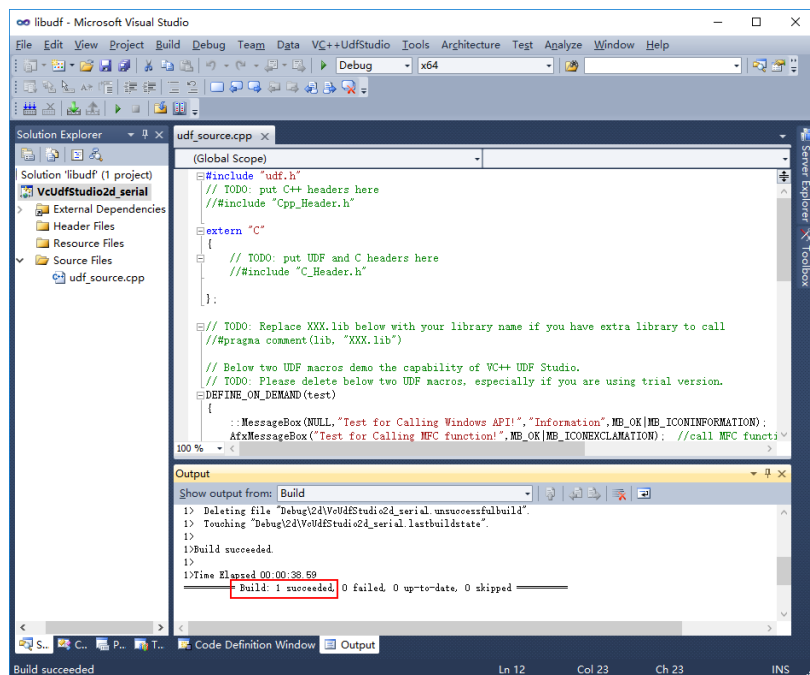 libudf - Microsoft Visual Studio
File Edit View Project Build Debug Team Data VC++UdfStudio Tools Architecture Test Analyze Window Help
Debug x64
Solution Explorer
Solution 'libudf' (1 project)
VcUdfStudio2d_serial
External Dependencies
Header Files
Resource Files
Source Files
udf_source.cpp
S.. C.. P.. T..
udf_source.cpp
(Global Scope)
#include "udf.h"
// TODO: put C++ headers here
//#include "Cpp_Header.h"
extern "C"
{
// TODO: put UDF and C headers here
//#include "C_Header.h"
};
// TODO: Replace XXX.lib below with your library name if you have extra library to call
//#pragma comment(lib, "XXX.lib")
// Below two UDF macros demo the capability of VC++ UDF Studio.
// TODO: Please delete below two UDF macros, especially if you are using trial version.
DEFINE_ON_DEMAND(test)
{
::MessageBox(NULL,"Test for Calling Windows API!","Information",MB_OK|MB_ICONINFORMATION);
AfxMessageBox("Test for Calling MFC function!",MB_OK|MB_ICONEXCLAMATION); //call MFC functi
100 %
Output
Show output from: Build
1> Deleting file "Debug\2d\VcUdfStudio2d_serial.unsuccessfulbuild".
1> Touching "Debug\2d\VcUdfStudio2d_serial.lastbuildstate".
1>
1>Build succeeded.
1>
1>Time Elapsed 00:00:38.59
========== Build: 1 succeeded, 0 failed, 0 up-to-date, 0 skipped ==========
Code Definition Window Output
Server Explorer
Toolbox
Build succeeded Ln 12 Col 23 Ch 23 INS